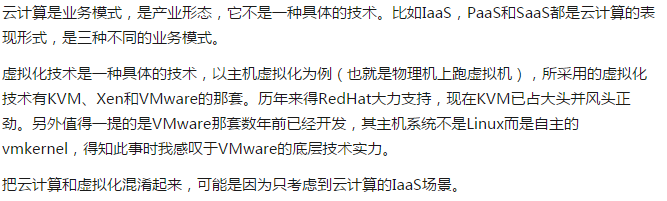 云计算是业务模式，是产业形态，它不是一种具体的技术。比如IaaS，PaaS和SaaS都是云计算的表
现形式，是三种不同的业务模式。
虚拟化技术是一种具体的技术，以主机虚拟化为例（也就是物理机上跑虚拟机），所采用的虚拟化
技术有KVM、Xen和VMware的那套。历年来得RedHat大力支持，现在KVM已占大头并风头正
劲。另外值得一提的是VMware那套数年前已经开发，其主机系统不是Linux而是自主的
vmkernel，得知此事时我感叹于VMware的底层技术实力。
把云计算和虚拟化混淆起来，可能是因为只考虑到云计算的IaaS场景。